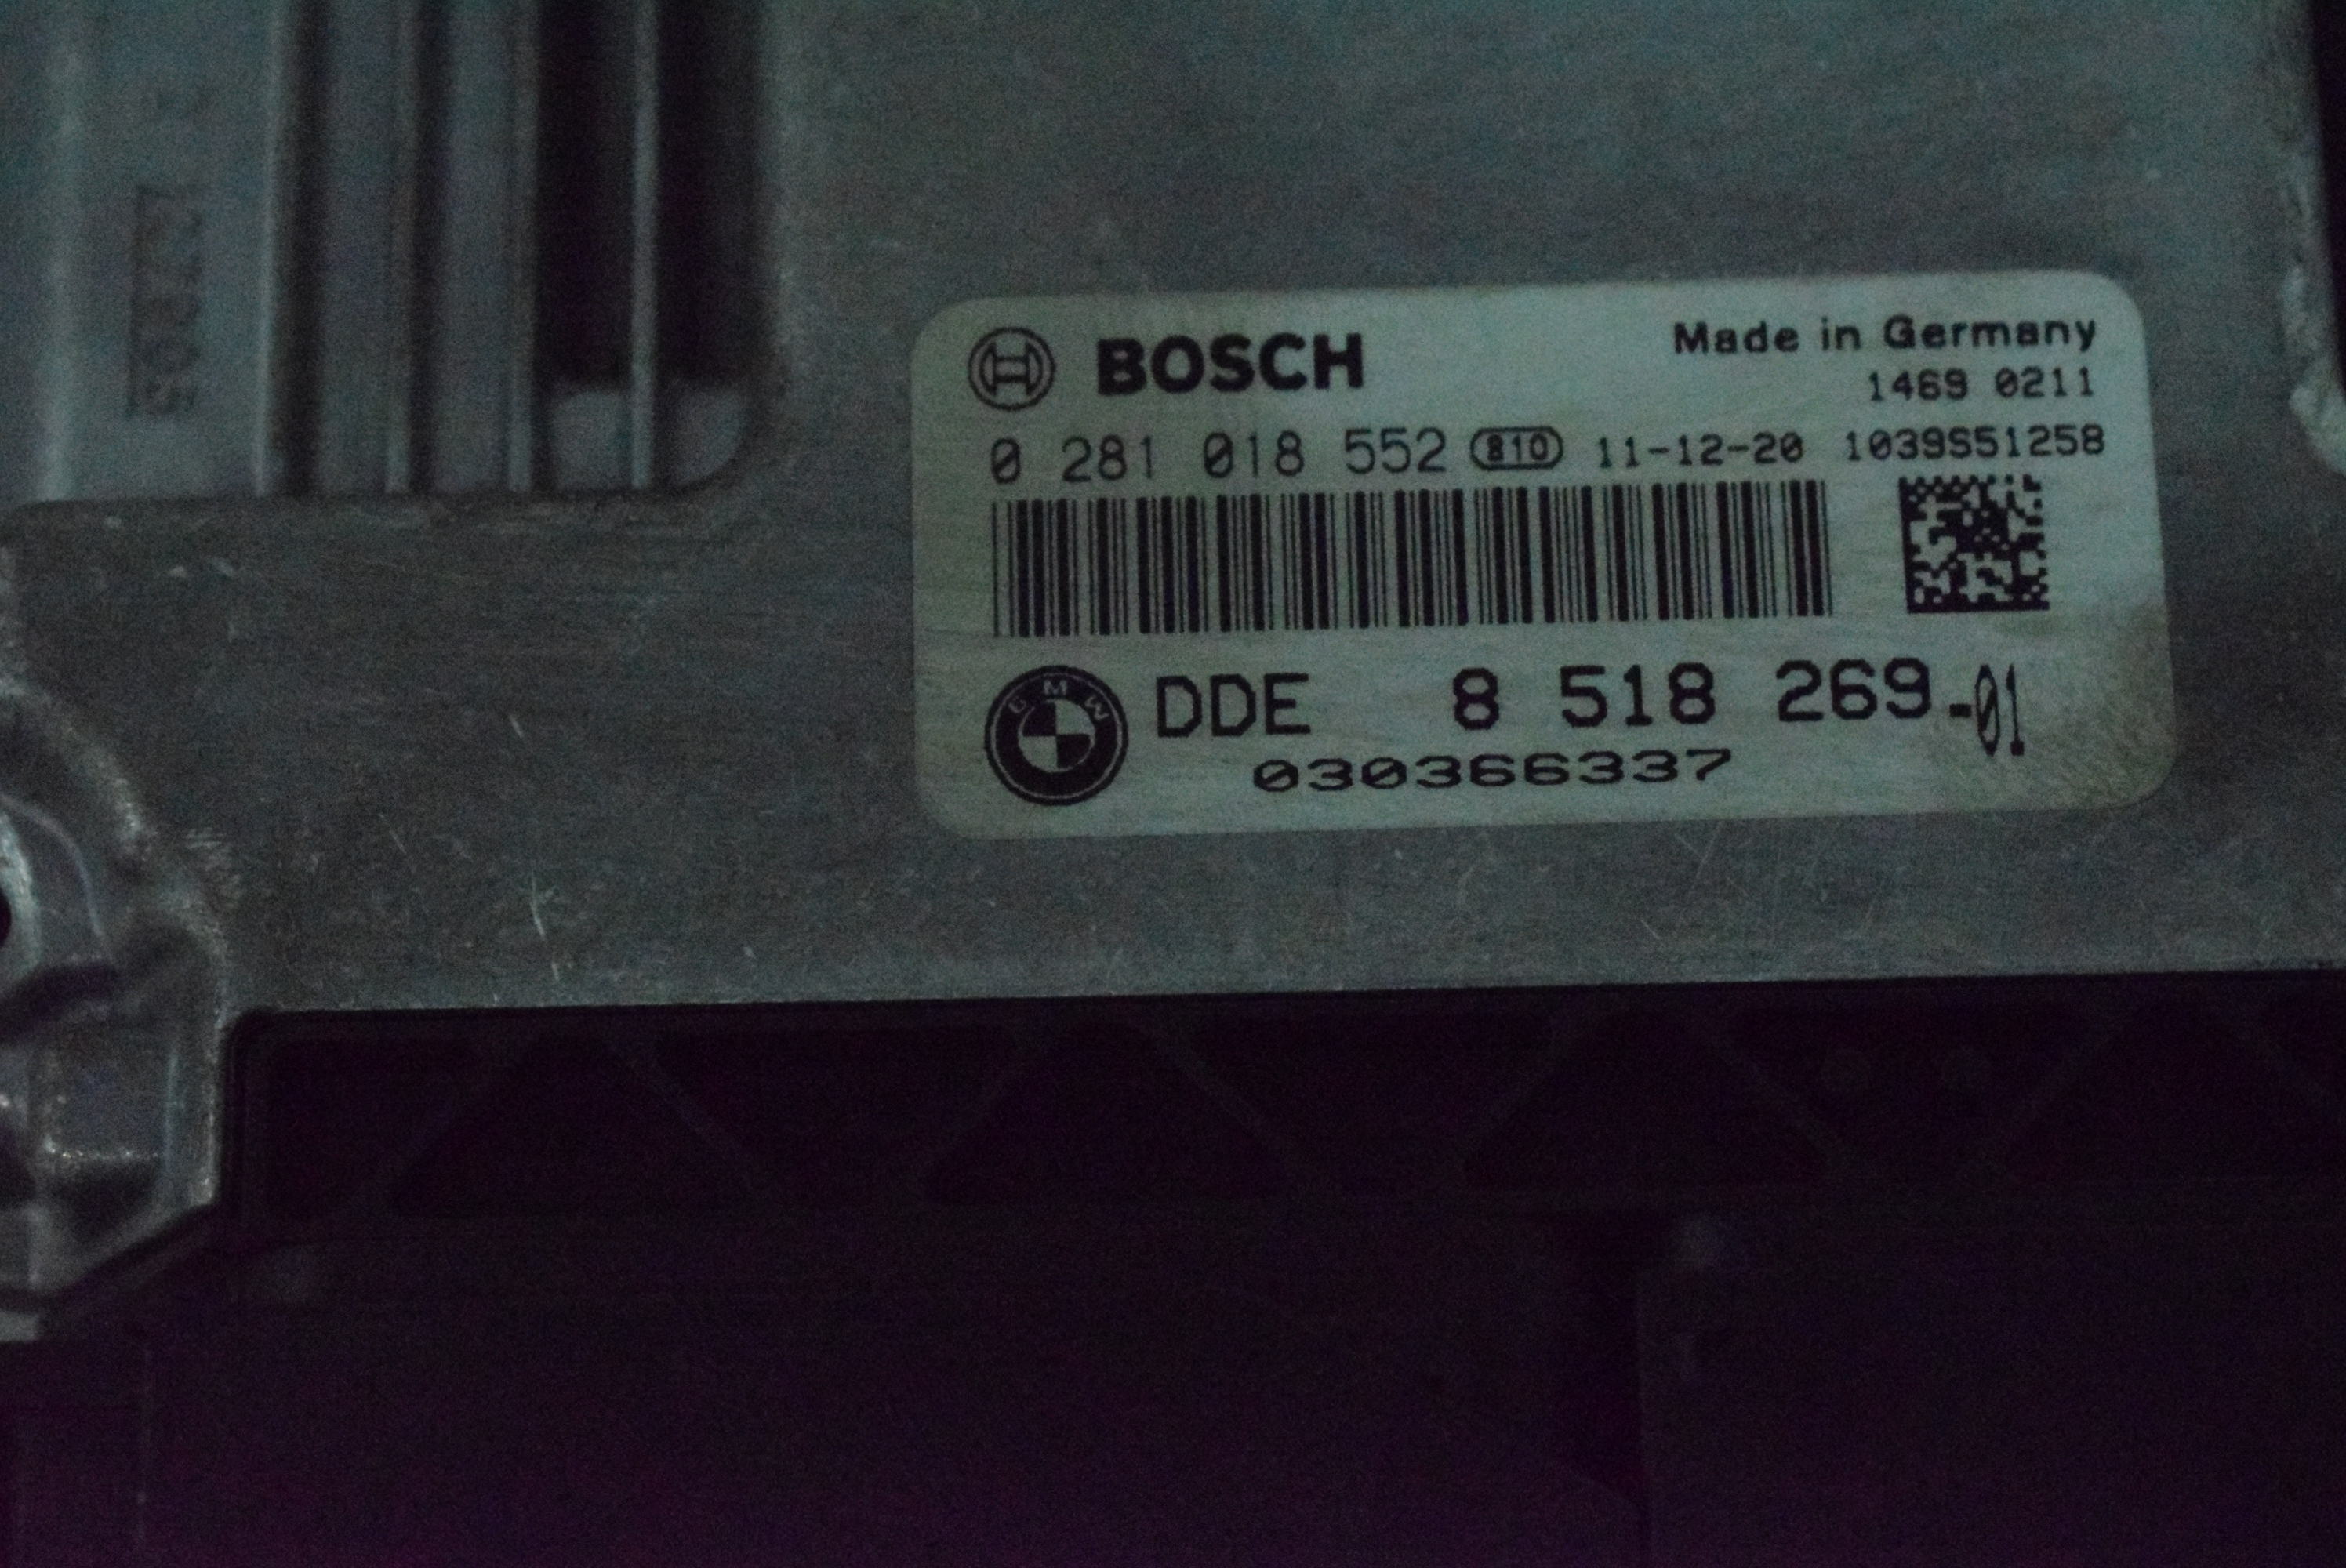 BOSCH
Made in Germany
1469 0211
0 281 018 552 810 11-12-20 1039S51258
BMW
DDE 8 518 269-01
030366337